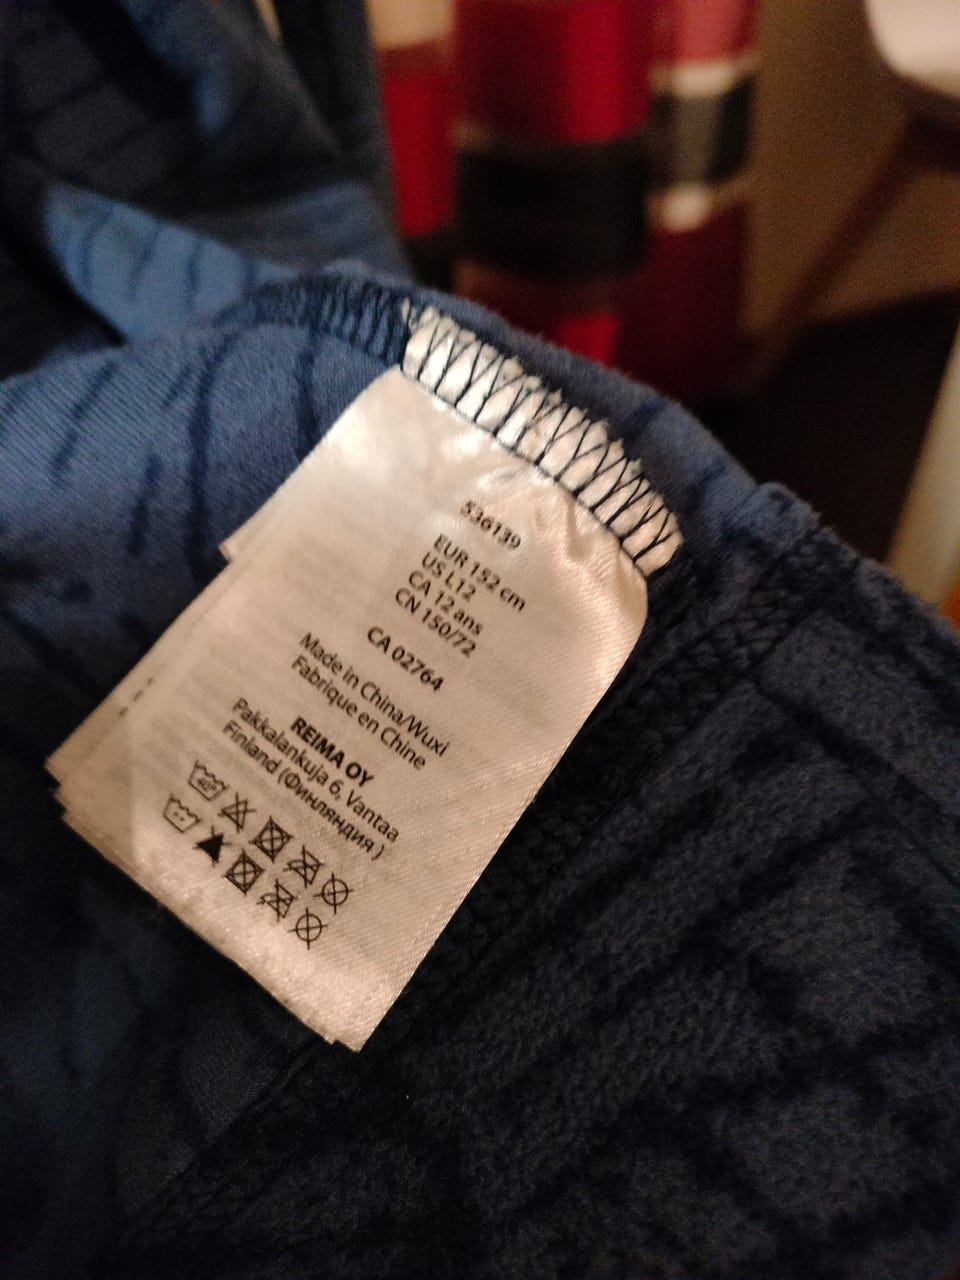 536139
EUR 152 cm
US L12
CA 12 ans
CN 150/72
CA 02764
Made in China/Wuxi
Fabrique en Chine
REIMA OY
Pakkalankuja 6, Vantaa
Finland (Финляндия)
40°